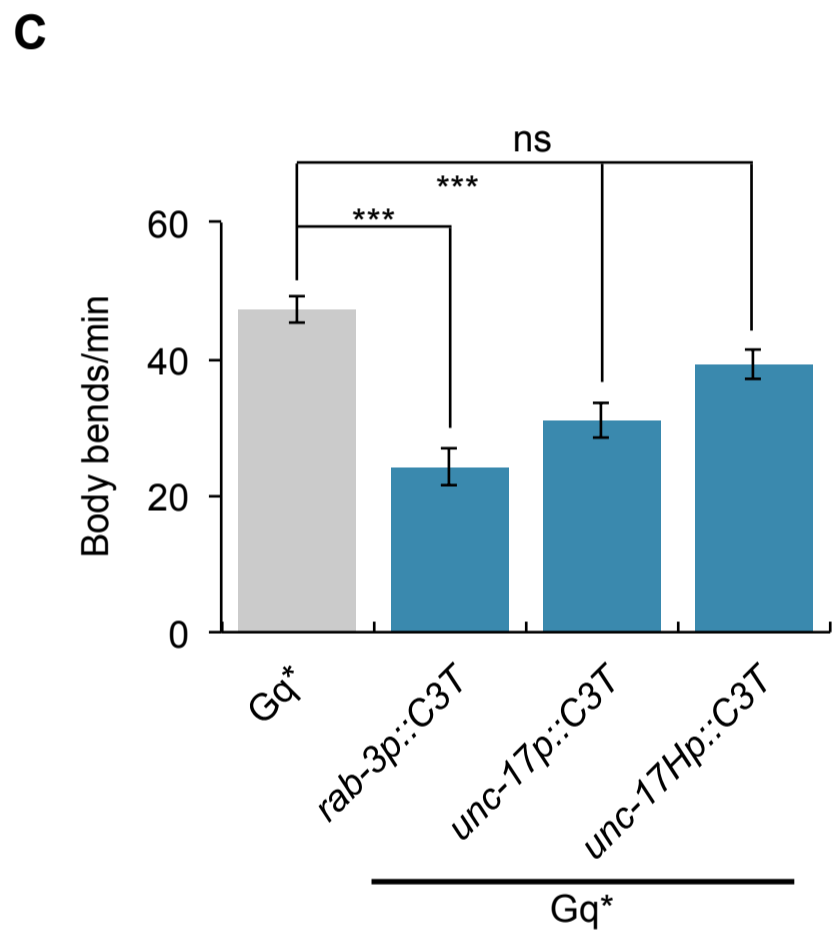 C
ns
***
***
60
40
20
0
Body bends/min
Gq*
rab-3p::C3T
unc-17p::C3T
unc-17Hp::C3T
Gq*